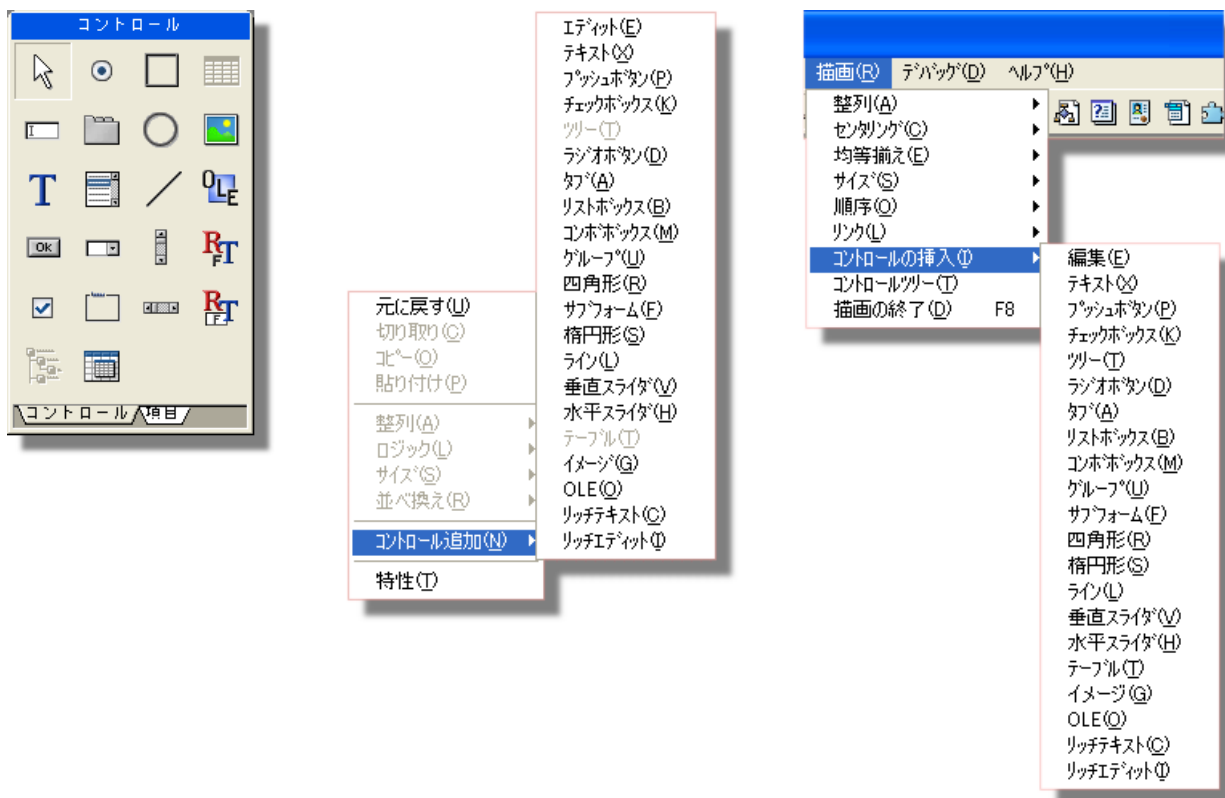 コントロール
T
OLE
OK
RTF
RTF
コントロール
項目
元に戻す(U)
切り取り(C)
ｺﾋﾟｰ(O)
貼り付け(P)
整列(A)
ロジック(L)
ｻｲｽﾞ(S)
並べ換え(R)
ｺﾝﾄﾛｰﾙ追加(N)
特性(T)
ｴﾃﾞｨｯﾄ(E)
ﾃｷｽﾄ(X)
ﾌﾟｯｼｭﾎﾞﾀﾝ(P)
ﾁｪｯｸﾎﾞｯｸｽ(K)
ﾂﾘｰ(T)
ﾗｼﾞｵﾎﾞﾀﾝ(D)
ﾀﾌﾞ(A)
ﾘｽﾄﾎﾞｯｸｽ(B)
ｺﾝﾎﾞﾎﾞｯｸｽ(M)
ｸﾞﾙｰﾌﾟ(U)
四角形(R)
ｻﾌﾞﾌｫｰﾑ(F)
楕円形(S)
ﾗｲﾝ(L)
垂直ｽﾗｲﾀﾞ(V)
水平ｽﾗｲﾀﾞ(H)
ﾃｰﾌﾞﾙ(T)
ｲﾒｰｼﾞ(G)
OLE(O)
ﾘｯﾁﾃｷｽﾄ(C)
ﾘｯﾁｴﾃﾞｨｯﾄ(I)
描画(R) ﾃﾞﾊﾞｯｸﾞ(D) ﾍﾙﾌﾟ(H)
整列(A)
ｾﾝﾀﾘﾝｸﾞ(C)
均等揃え(E)
ｻｲｽﾞ(S)
順序(O)
ﾘﾝｸ(L)
ｺﾝﾄﾛｰﾙの挿入(I)
ｺﾝﾄﾛｰﾙﾂﾘｰ(T)
描画の終了(D) F8
編集(E)
ﾃｷｽﾄ(X)
ﾌﾟｯｼｭﾎﾞﾀﾝ(P)
ﾁｪｯｸﾎﾞｯｸｽ(K)
ﾂﾘｰ(T)
ﾗｼﾞｵﾎﾞﾀﾝ(D)
ﾀﾌﾞ(A)
ﾘｽﾄﾎﾞｯｸｽ(B)
ｺﾝﾎﾞﾎﾞｯｸｽ(M)
ｸﾞﾙｰﾌﾟ(U)
ｻﾌﾞﾌｫｰﾑ(F)
四角形(R)
楕円形(S)
ﾗｲﾝ(L)
垂直ｽﾗｲﾀﾞ(V)
水平ｽﾗｲﾀﾞ(H)
ﾃｰﾌﾞﾙ(T)
イメージ(G)
OLE(O)
ﾘｯﾁﾃｷｽﾄ(C)
ﾘｯﾁｴﾃﾞｨｯﾄ(I)